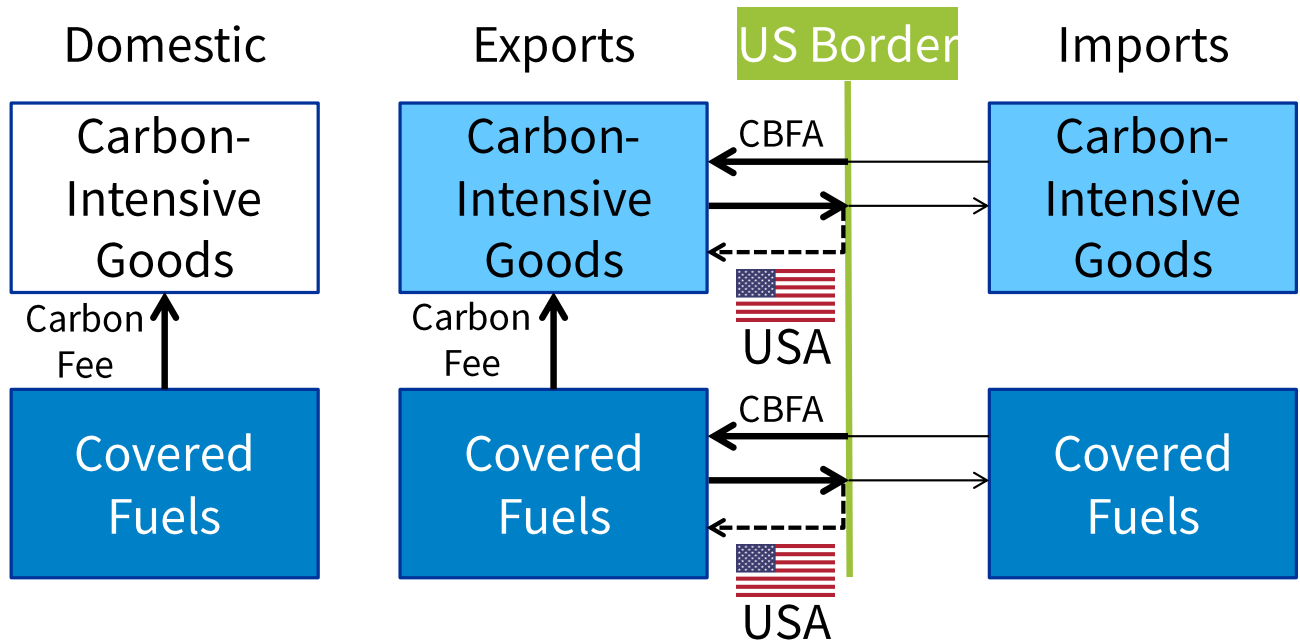 Domestic
Exports
US Border
Imports
Carbon-
Intensive
Goods
Carbon-
Intensive
Goods
CBFA
Carbon-
Intensive
Goods
Carbon
Fee
Carbon
Fee
USA
Covered
Fuels
Covered
Fuels
CBFA
Covered
Fuels
USA